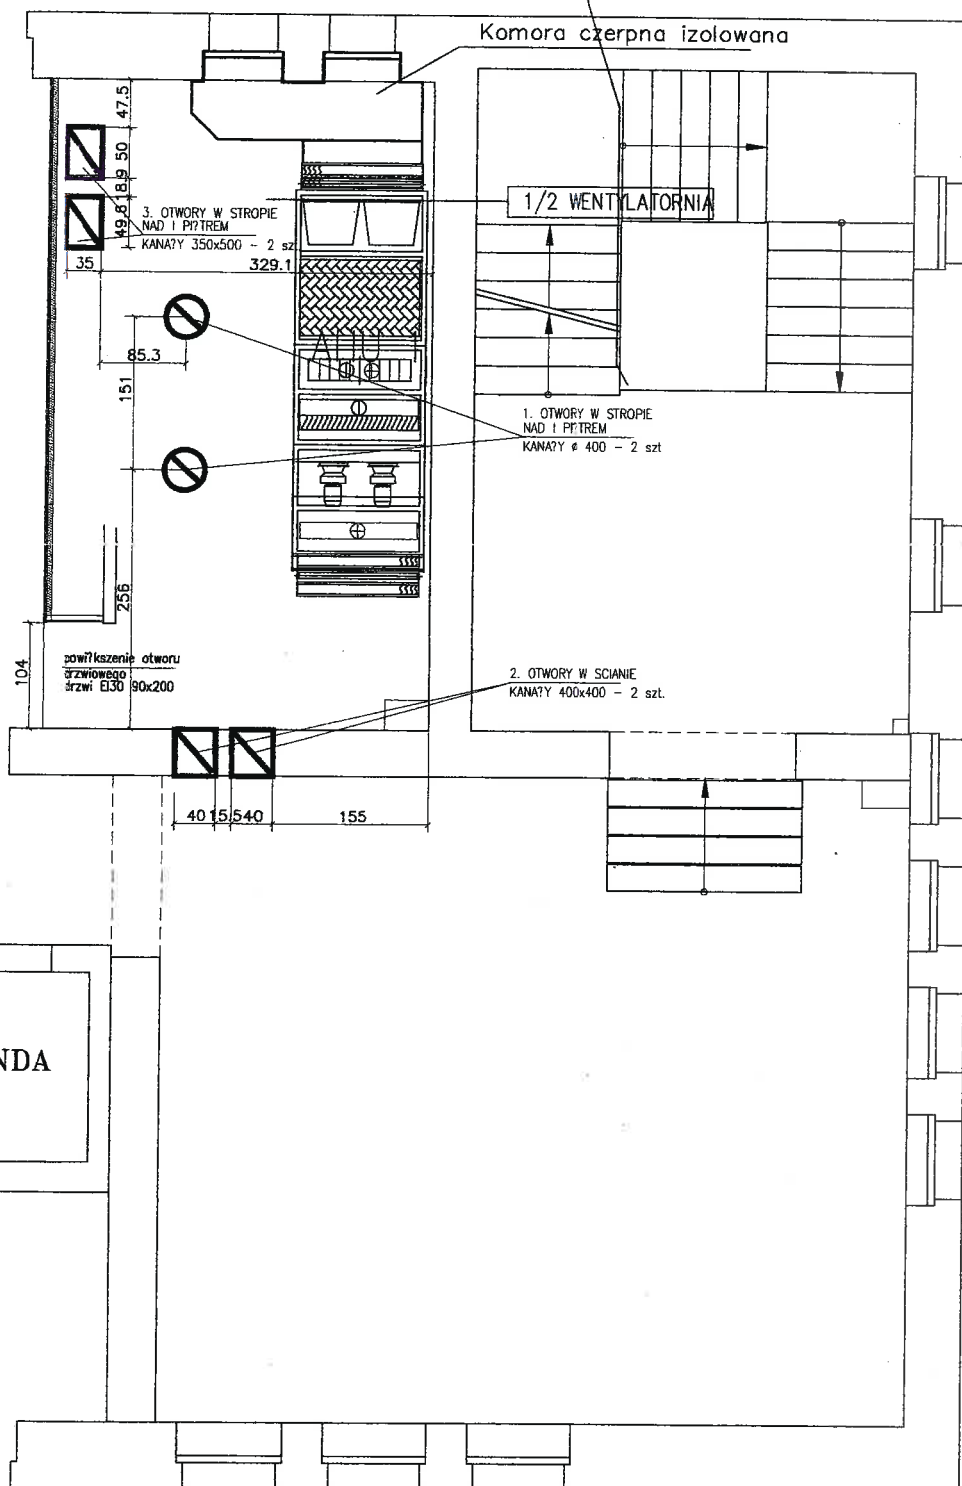 Komora czerpna izolowana
47.5
50
18.9
49.8
1/2 WENTYLATORNIA
3. OTWORY W STROPIE
NAD I PI?TREM
KANA?Y 350x500 - 2 sz
35
329.1
85.3
151
1. OTWORY W STROPIE
NAD I PI?TREM
KANA?Y ¢ 400 - 2 szt
256
104
powi?kszenie otworu
drzwiowego
drzwi EI30 90x200
2. OTWORY W SCIANIE
KANA?Y 400x400 - 2 szt.
40
15.5
40
155
NDA